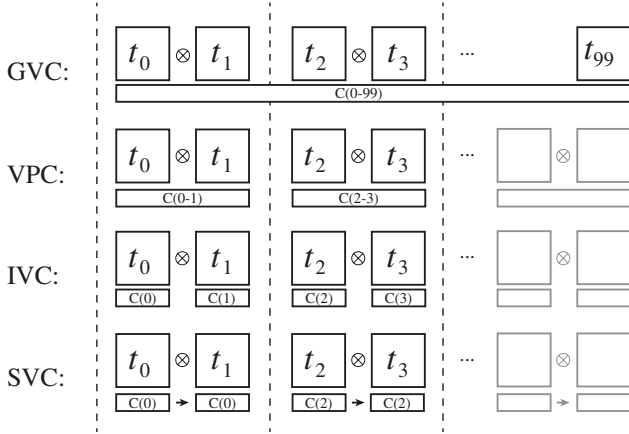 GVC: t₀ ⊗ t₁ t₂ ⊗ t₃ ... t₉₉
C(0-99)
VPC: t₀ ⊗ t₁ t₂ ⊗ t₃ ... ⊗
C(0-1) C(2-3)
IVC: t₀ ⊗ t₁ t₂ ⊗ t₃ ... ⊗
C(0) C(1) C(2) C(3)
SVC: t₀ ⊗ t₁ t₂ ⊗ t₃ ... ⊗
C(0) → C(0) C(2) → C(2) →